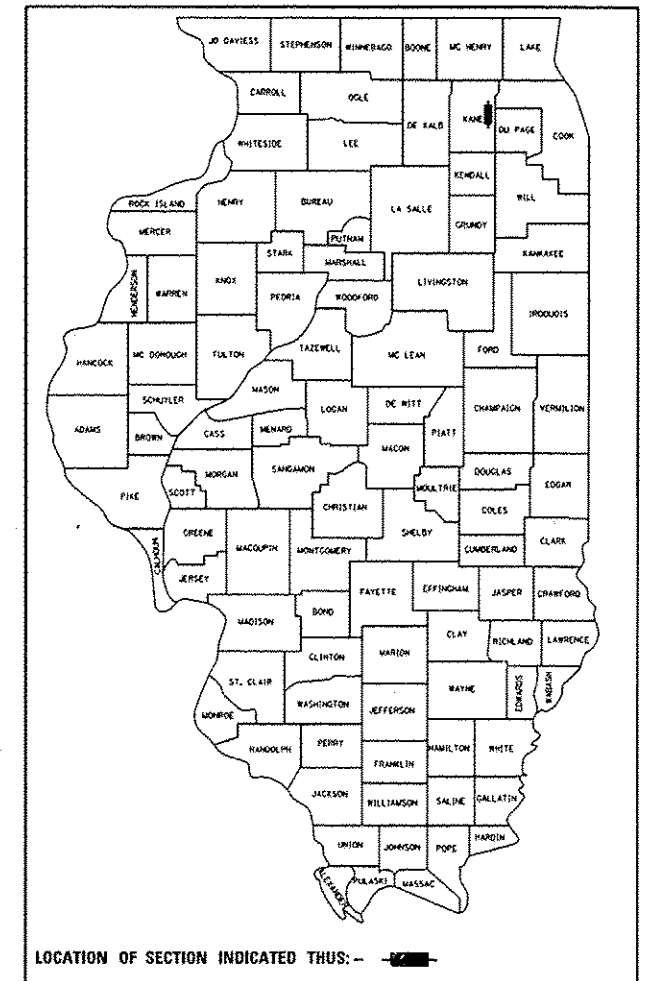 JO DAVIESS STEPHENSON WINNEBAGO BOONE MC HENRY LAKE
CARROLL OGLE DE KALB KANE DU PAGE COOK
WHITESIDE LEE
KENDALL WILL
ROCK ISLAND HENRY BUREAU LA SALLE GRUNDY
MERCER PUTNAM KANKAKEE
STARK MARSHALL
HENDERSON WARREN KNOX PEORIA WOODFORD LIVINGSTON IROQUOIS
HANCOCK MC DONOUGH FULTON TAZEWELL MC LEAN FORD
MASON
SCHUYLER LOGAN DE WITT CHAMPAIGN VERMILION
ADAMS BROWN CASS MENARD PIATT
MACON
MORGAN SANGAMON DOUGLAS EDGAR
PIKE SCOTT CHRISTIAN MOULTRIE COLES
GREENE MACOUPIN MONTGOMERY SHELBY
CALHOUN CUMBERLAND CLARK
JERSEY FAYETTE EFFINGHAM JASPER CRAWFORD
MADISON BOND
CLAY RICHLAND LAWRENCE
CLINTON MARION
ST. CLAIR WAYNE EDWARDS WABASH
MONROE WASHINGTON JEFFERSON
RANDOLPH PERRY HAMILTON WHITE
FRANKLIN
JACKSON WILLIAMSON SALINE GALLATIN
UNION JOHNSON POPE HARDIN
ALEXANDER PULASKI MASSAC
LOCATION OF SECTION INDICATED THUS: -